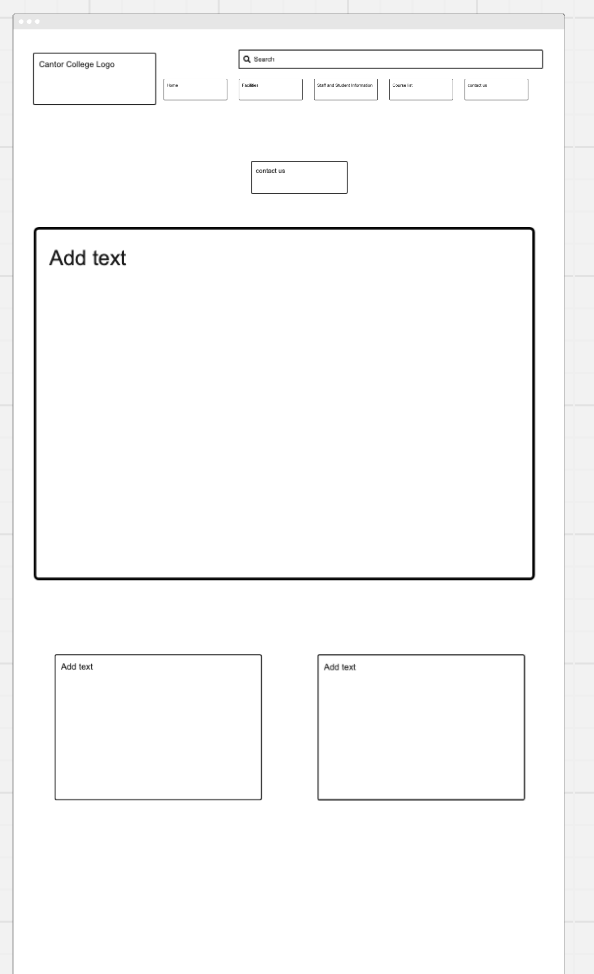 Cantor College Logo
Search
Home
Facilities
Staff and Student Information
Course list
contact us
contact us
Add text
Add text
Add text